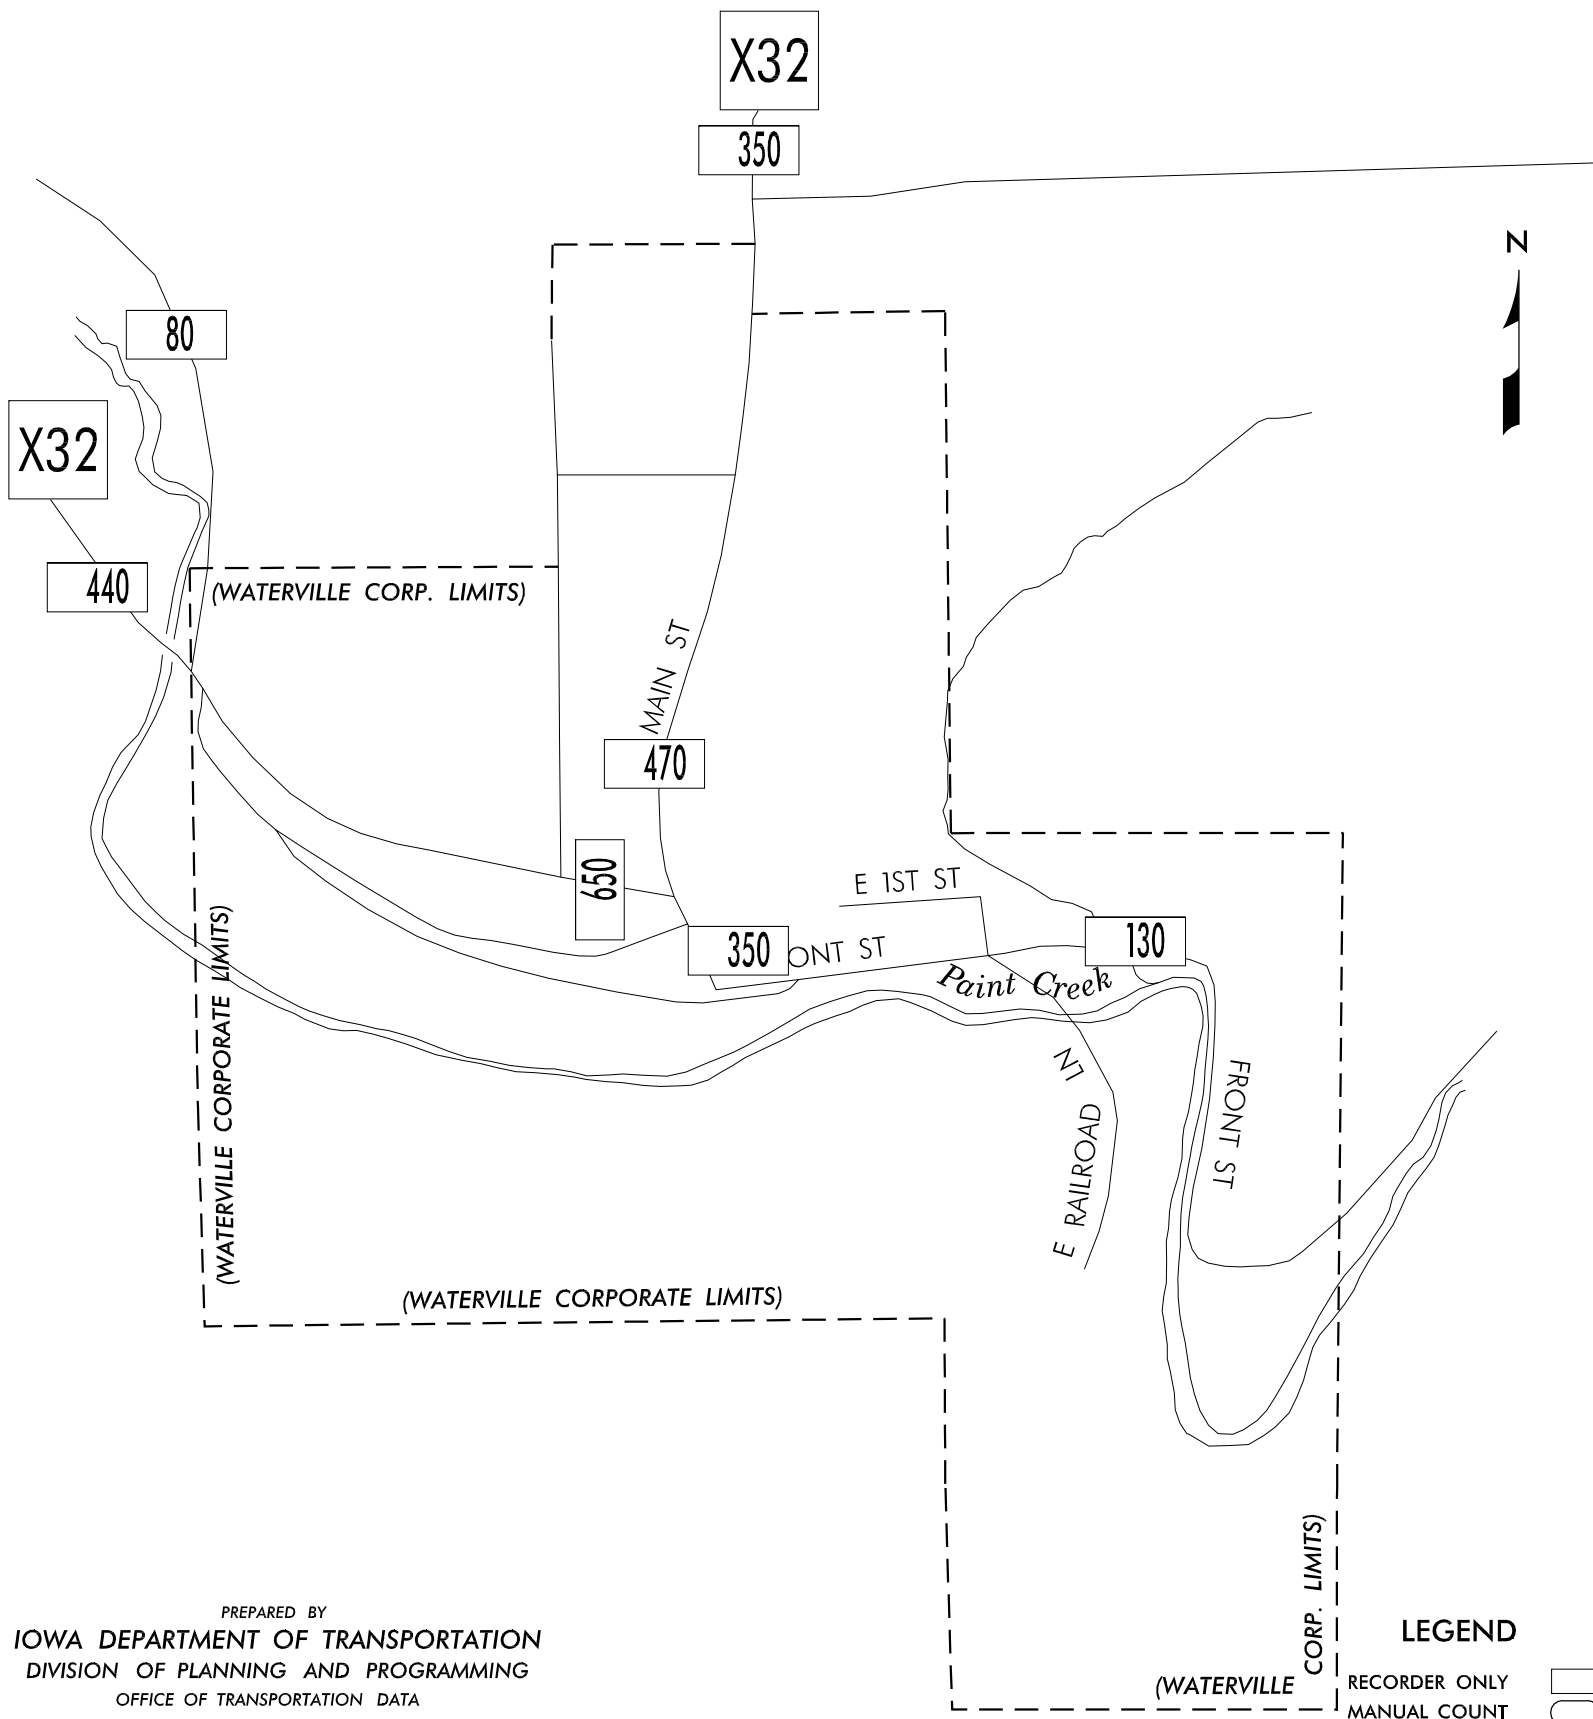 X32
350
N
80
X32
440
(WATERVILLE CORP. LIMITS)
MAIN ST
470
650
E 1ST ST
350
ONT ST
130
Paint Creek
(WATERVILLE CORPORATE LIMITS)
E RAILROAD LN
FRONT ST
(WATERVILLE CORPORATE LIMITS)
PREPARED BY
IOWA DEPARTMENT OF TRANSPORTATION
DIVISION OF PLANNING AND PROGRAMMING
OFFICE OF TRANSPORTATION DATA
(WATERVILLE CORP. LIMITS)
LEGEND
RECORDER ONLY
MANUAL COUNT